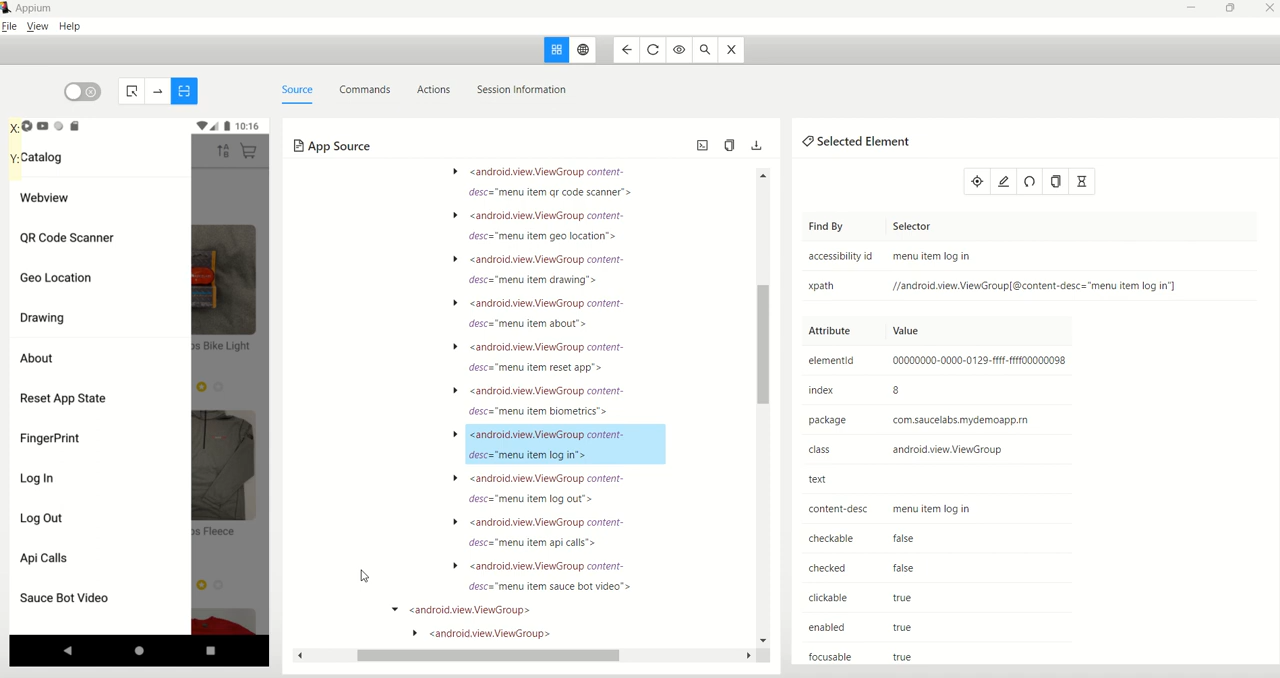 Appium
File View Help
Source Commands Actions Session Information
X:
10:16
Y:
Catalog
Webview
QR Code Scanner
Geo Location
Drawing
About
Reset App State
FingerPrint
Log In
Log Out
Api Calls
Sauce Bot Video
Bike Light
Fleece
App Source
<android.view.ViewGroup content-
desc="menu item qr code scanner">
<android.view.ViewGroup content-
desc="menu item geo location">
<android.view.ViewGroup content-
desc="menu item drawing">
<android.view.ViewGroup content-
desc="menu item about">
<android.view.ViewGroup content-
desc="menu item reset app">
<android.view.ViewGroup content-
desc="menu item biometrics">
<android.view.ViewGroup content-
desc="menu item log in">
<android.view.ViewGroup content-
desc="menu item log out">
<android.view.ViewGroup content-
desc="menu item api calls">
<android.view.ViewGroup content-
desc="menu item sauce bot video">
<android.view.ViewGroup>
<android.view.ViewGroup>
Selected Element
Find By Selector
accessibility id menu item log in
xpath //android.view.ViewGroup[@content-desc="menu item log in"]
Attribute Value
elementId 00000000-0000-0129-ffff-ffff00000098
index 8
package com.saucelabs.mydemoapp.rn
class android.view.ViewGroup
text
content-desc menu item log in
checkable false
checked false
clickable true
enabled true
focusable true